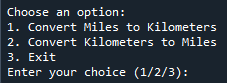 Choose an option:
1. Convert Miles to Kilometers
2. Convert Kilometers to Miles
3. Exit
Enter your choice (1/2/3):